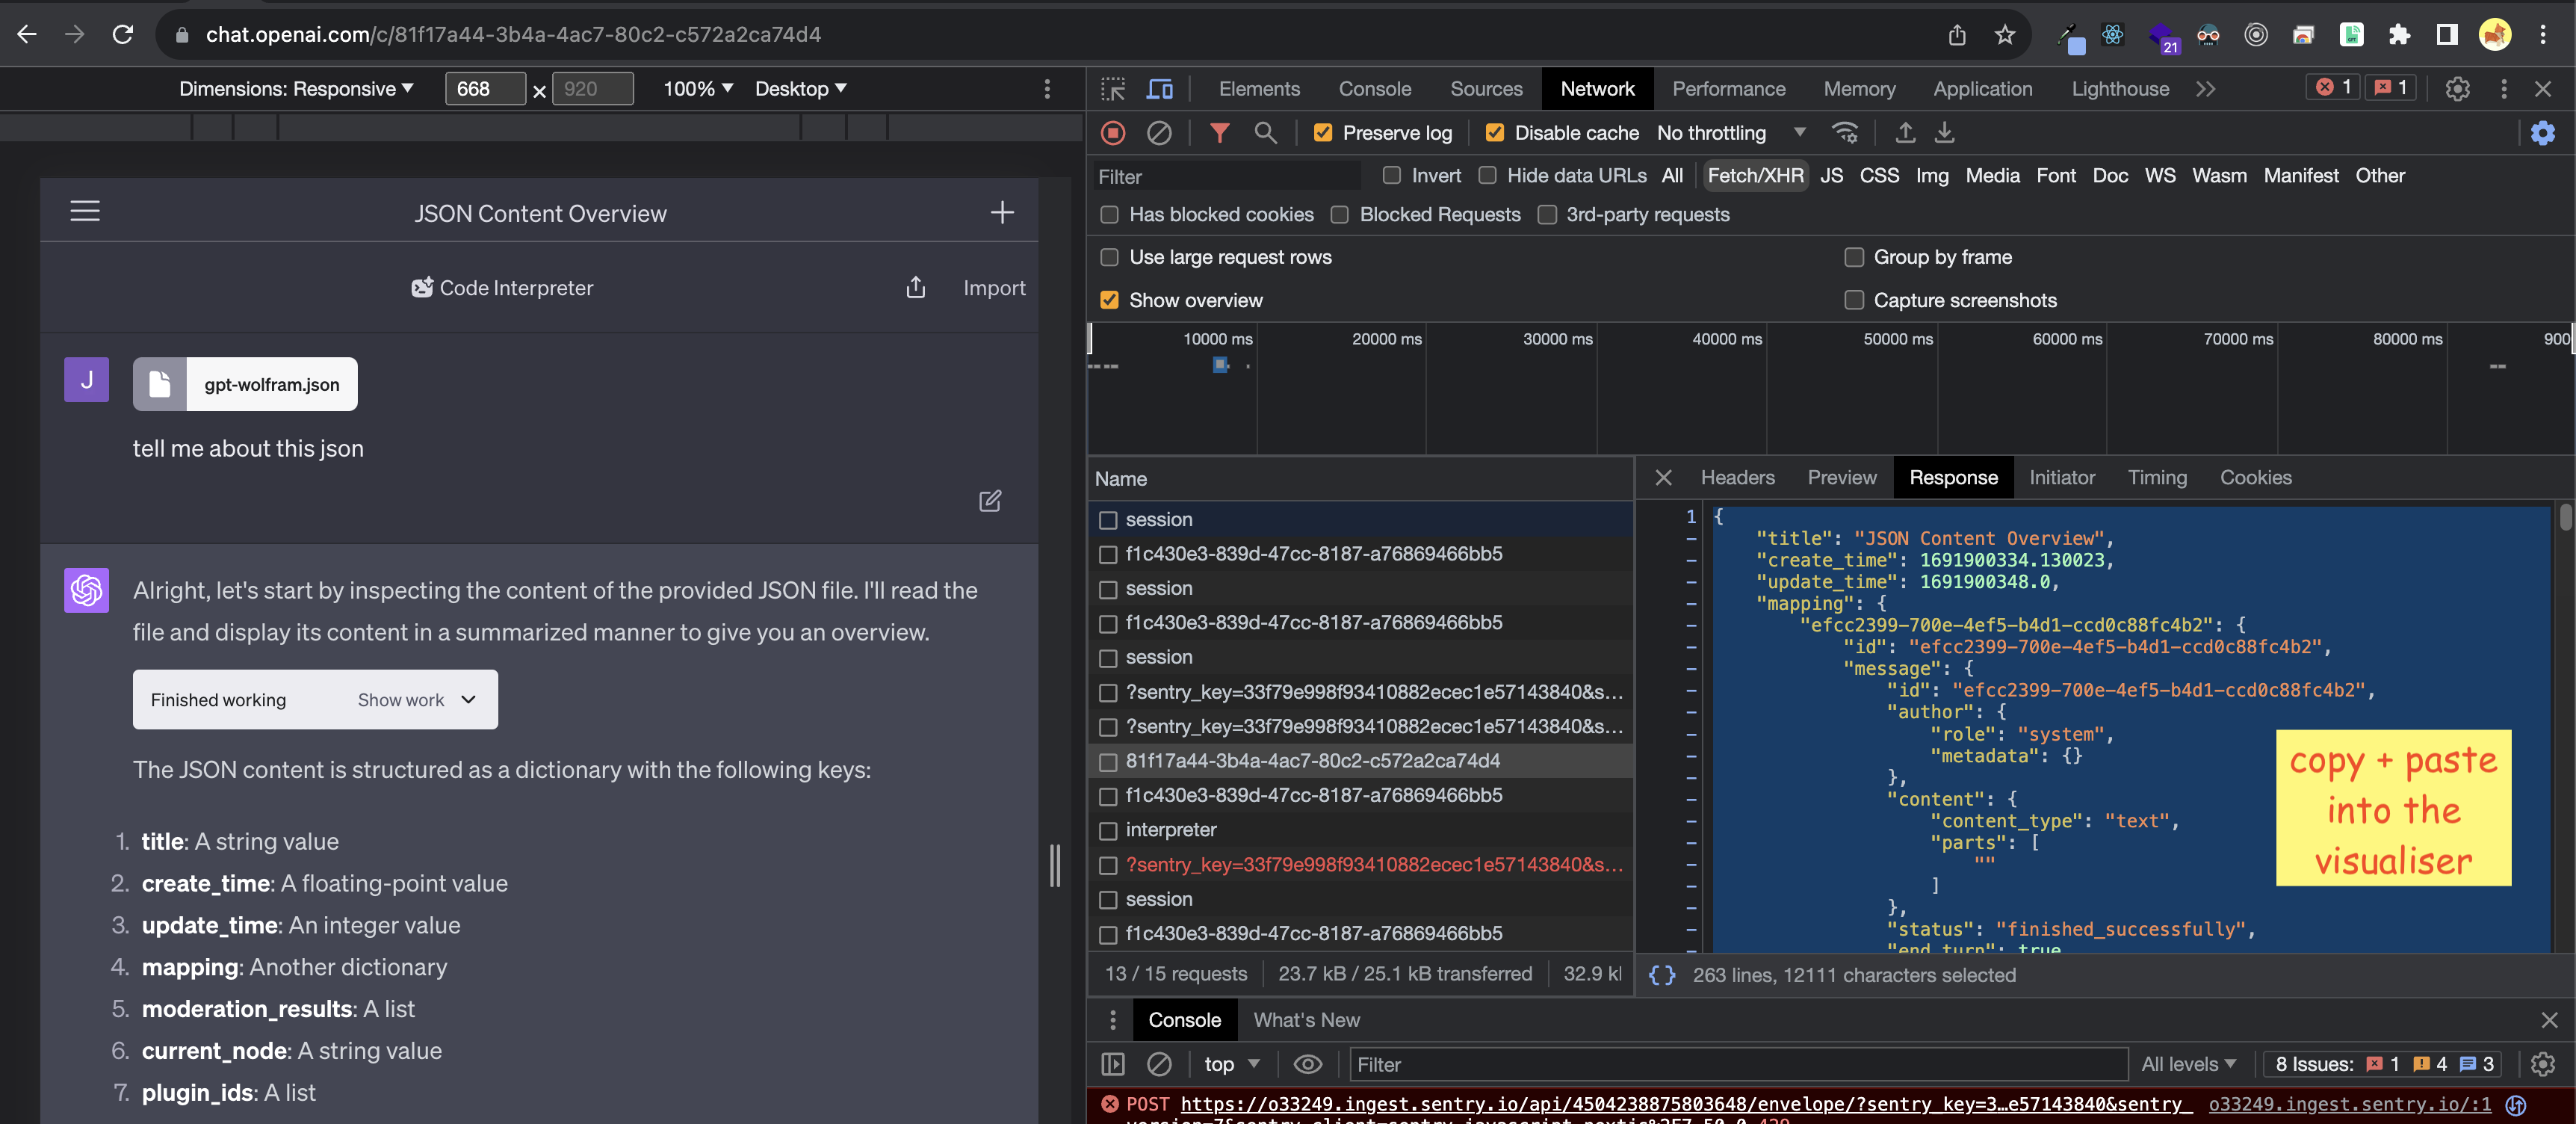 chat.openai.com/c/81f17a44-3b4a-4ac7-80c2-c572a2ca74d4
21
Dimensions: Responsive 668 × 920 100% Desktop
Elements Console Sources Network Performance Memory Application Lighthouse 1 1
Preserve log Disable cache No throttling
Filter Invert Hide data URLs All Fetch/XHR JS CSS Img Media Font Doc WS Wasm Manifest Other
Has blocked cookies Blocked Requests 3rd-party requests
Use large request rows Group by frame
Show overview Capture screenshots
10000 ms 20000 ms 30000 ms 40000 ms 50000 ms 60000 ms 70000 ms 80000 ms 900
JSON Content Overview
Code Interpreter Import
J
gpt-wolfram.json
tell me about this json
Alright, let's start by inspecting the content of the provided JSON file. I'll read the
file and display its content in a summarized manner to give you an overview.
Finished working Show work
The JSON content is structured as a dictionary with the following keys:
1. title: A string value
2. create_time: A floating-point value
3. update_time: An integer value
4. mapping: Another dictionary
5. moderation_results: A list
6. current_node: A string value
7. plugin_ids: A list
Name
session
f1c430e3-839d-47cc-8187-a76869466bb5
session
f1c430e3-839d-47cc-8187-a76869466bb5
session
?sentry_key=33f79e998f93410882ecec1e57143840&s...
?sentry_key=33f79e998f93410882ecec1e57143840&s...
81f17a44-3b4a-4ac7-80c2-c572a2ca74d4
f1c430e3-839d-47cc-8187-a76869466bb5
interpreter
?sentry_key=33f79e998f93410882ecec1e57143840&s...
session
f1c430e3-839d-47cc-8187-a76869466bb5
13 / 15 requests 23.7 kB / 25.1 kB transferred 32.9 k
Headers Preview Response Initiator Timing Cookies
1 {
"title": "JSON Content Overview",
"create_time": 1691900334.130023,
"update_time": 1691900348.0,
"mapping": {
"efcc2399-700e-4ef5-b4d1-ccd0c88fc4b2": {
"id": "efcc2399-700e-4ef5-b4d1-ccd0c88fc4b2",
"message": {
"id": "efcc2399-700e-4ef5-b4d1-ccd0c88fc4b2",
"author": {
"role": "system",
"metadata": {}
},
"content": {
"content_type": "text",
"parts": [
""
]
},
"status": "finished_successfully",
"end_turn": true
copy + paste
into the
visualiser
{} 263 lines, 12111 characters selected
Console What's New
top Filter All levels 8 Issues: 1 4 3
POST https://o33249.ingest.sentry.io/api/4504238875803648/envelope/?sentry_key=3…e57143840&sentry_ o33249.ingest.sentry.io/:1